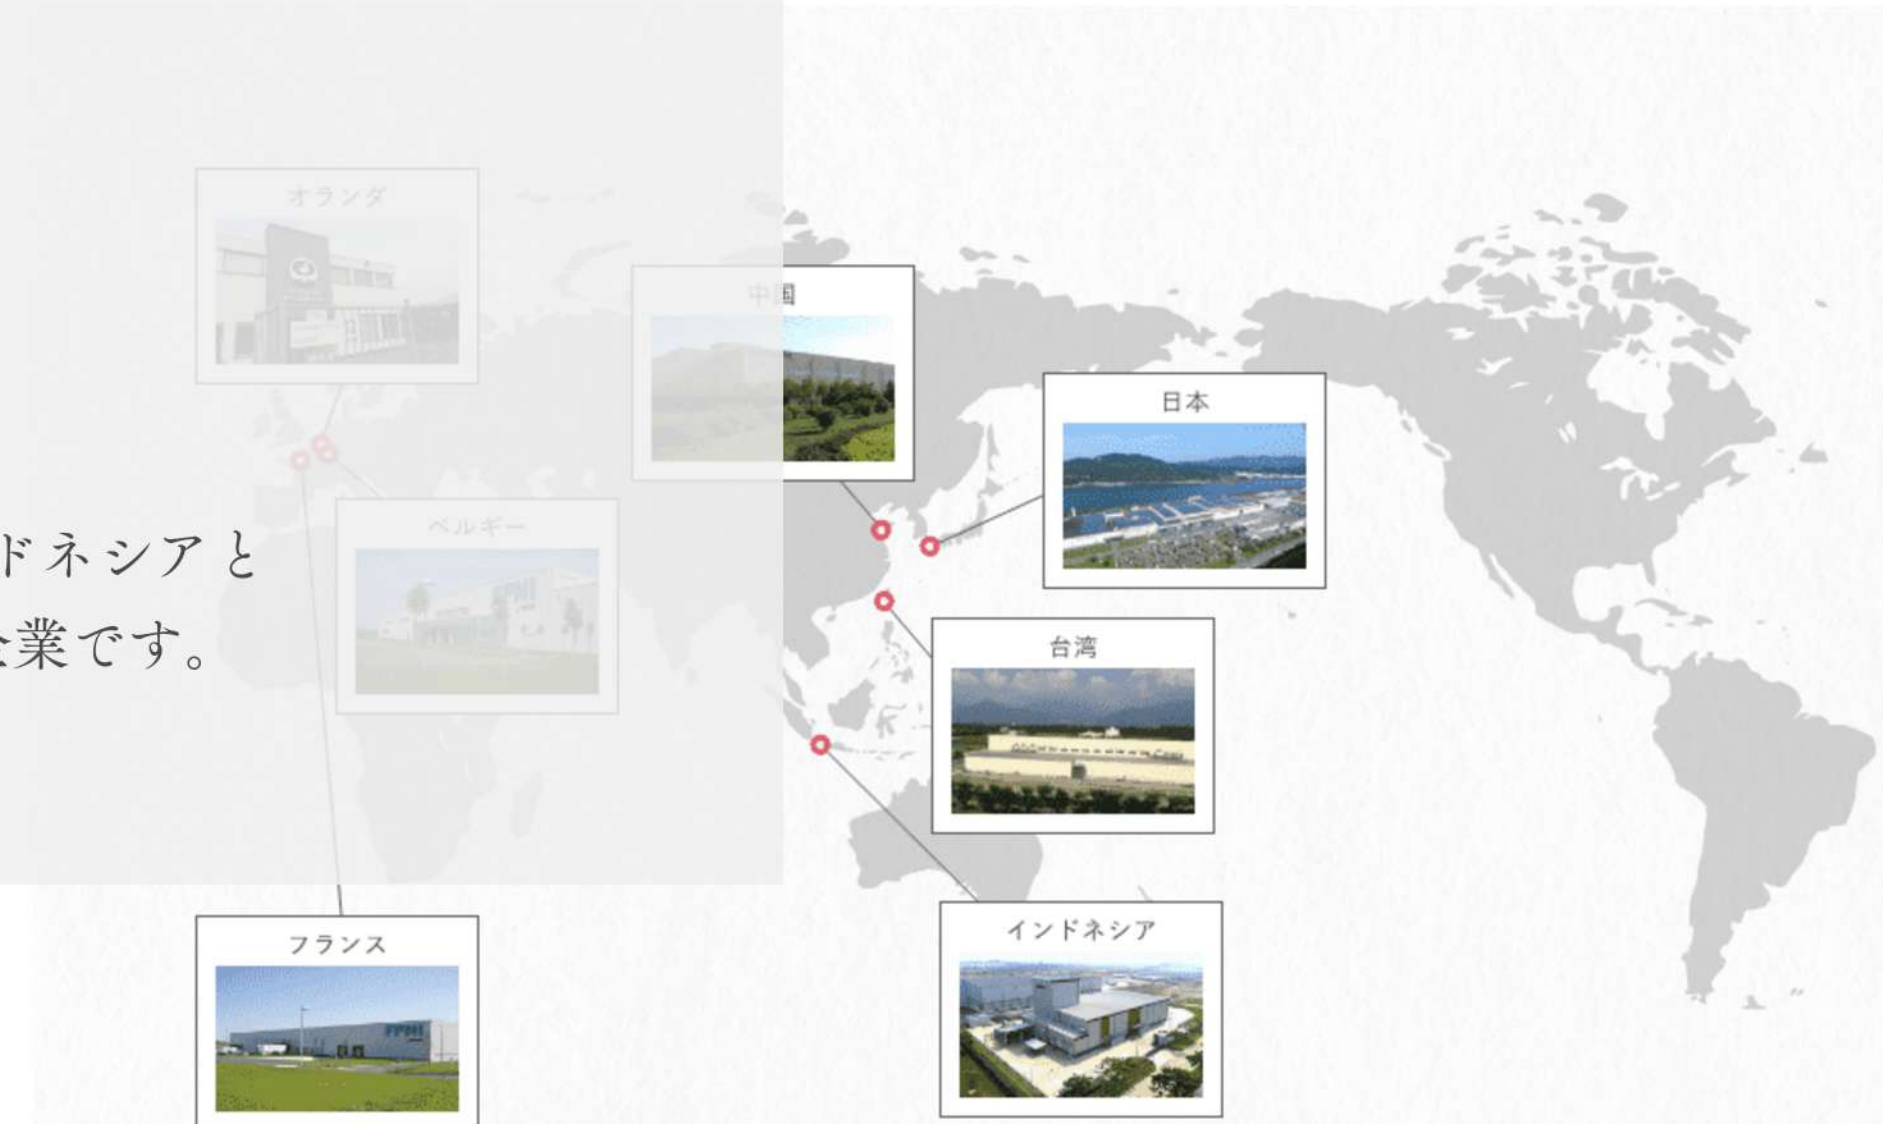 オランダ
中国
日本
ベルギー
ドネシアと
企業です。
台湾
フランス
インドネシア